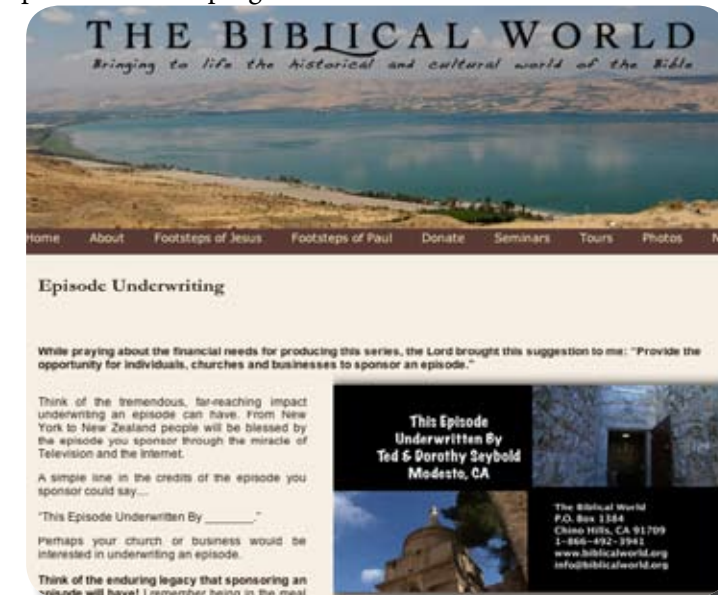 THE BIBLICAL WORLD
Bringing to life the historical and cultural world of the Bible
Home About Footsteps of Jesus Footsteps of Paul Donate Seminars Tours Photos
Episode Underwriting
While praying about the financial needs for producing this series, the Lord brought this suggestion to me: "Provide the
opportunity for individuals, churches and businesses to sponsor an episode."
Think of the tremendous, far-reaching impact
underwriting an episode can have. From New
York to New Zealand people will be blessed by
the episode you sponsor through the miracle of
Television and the Internet.
A simple line in the credits of the episode you
sponsor could say....
"This Episode Underwritten By ________."
Perhaps your church or business would be
interested in underwriting an episode.
Think of the enduring legacy that sponsoring an
episode will have! I remember being in the meal
This Episode
Underwritten By
Ted & Dorothy Seybold
Modesto, CA
The Biblical World
P.O. Box 1384
Chino Hills, CA 91709
1-866-492-3941
www.biblicalworld.org
info@biblicalworld.org